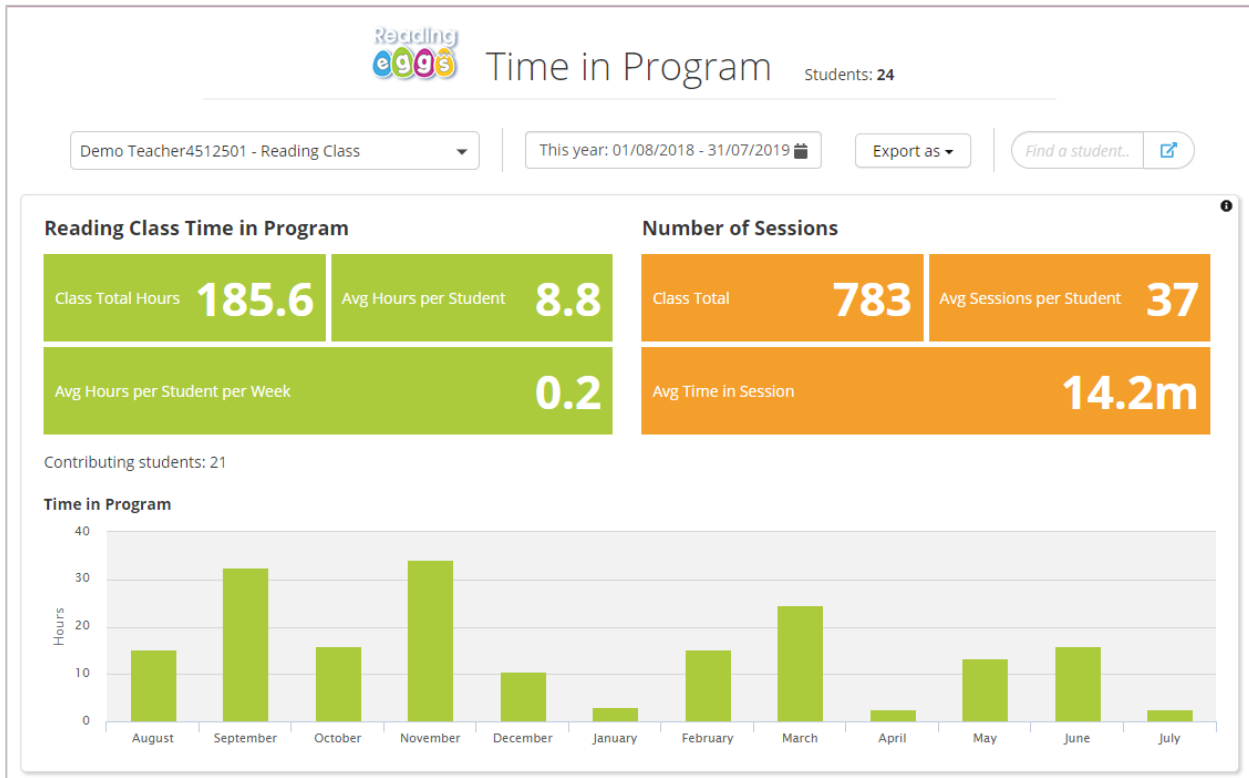 Reading
eggs
Time in Program
Students: 24
Demo Teacher4512501 - Reading Class
This year: 01/08/2018 - 31/07/2019
Export as
Find a student..
Reading Class Time in Program
Number of Sessions
Class Total Hours 185.6
Avg Hours per Student 8.8
Class Total 783
Avg Sessions per Student 37
Avg Hours per Student per Week 0.2
Avg Time in Session 14.2m
Contributing students: 21
Time in Program
40
30
20
10
0
Hours
August September October November December January February March April May June July